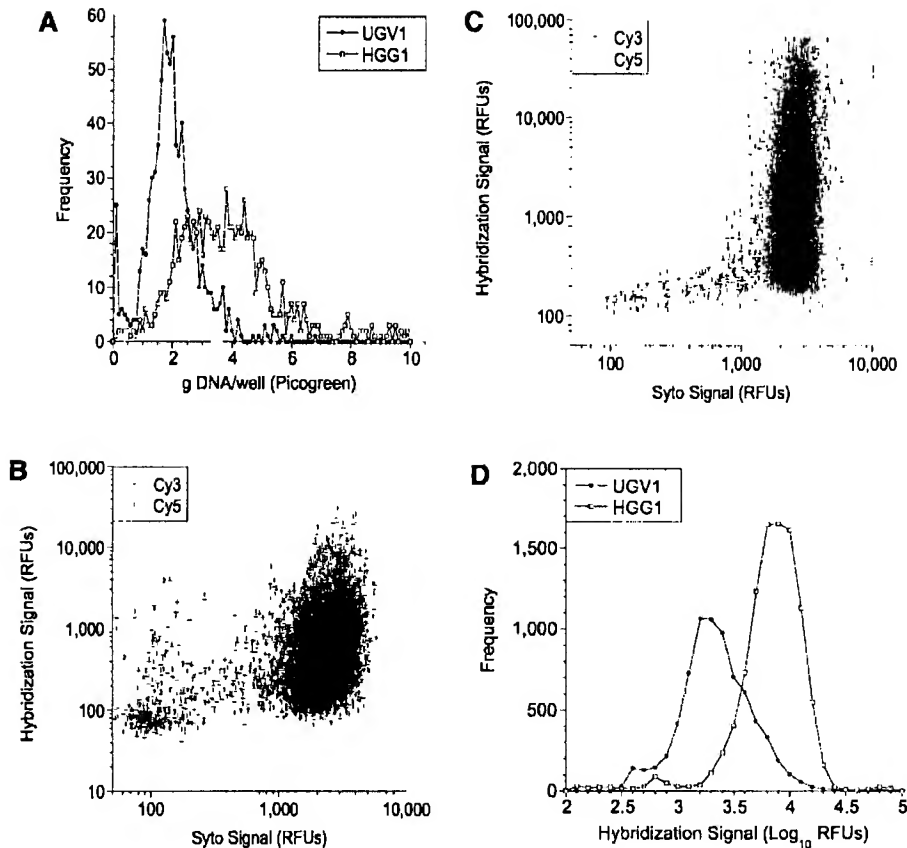 A
UGV1
HGG1
Frequency
60
50
40
30
20
10
0
0 2 4 6 8 10
g DNA/well (Picogreen)
C
Cy3
Cy5
Hybridization Signal (RFUs)
100,000
10,000
1,000
100
100 1,000 10,000
Syto Signal (RFUs)
B
Cy3
Cy5
Hybridization Signal (RFUs)
100,000
10,000
1,000
100
10
100 1,000 10,000
Syto Signal (RFUs)
D
UGV1
HGG1
Frequency
2,000
1,500
1,000
500
0
2 2.5 3 3.5 4 4.5 5
Hybridization Signal (Log10 RFUs)